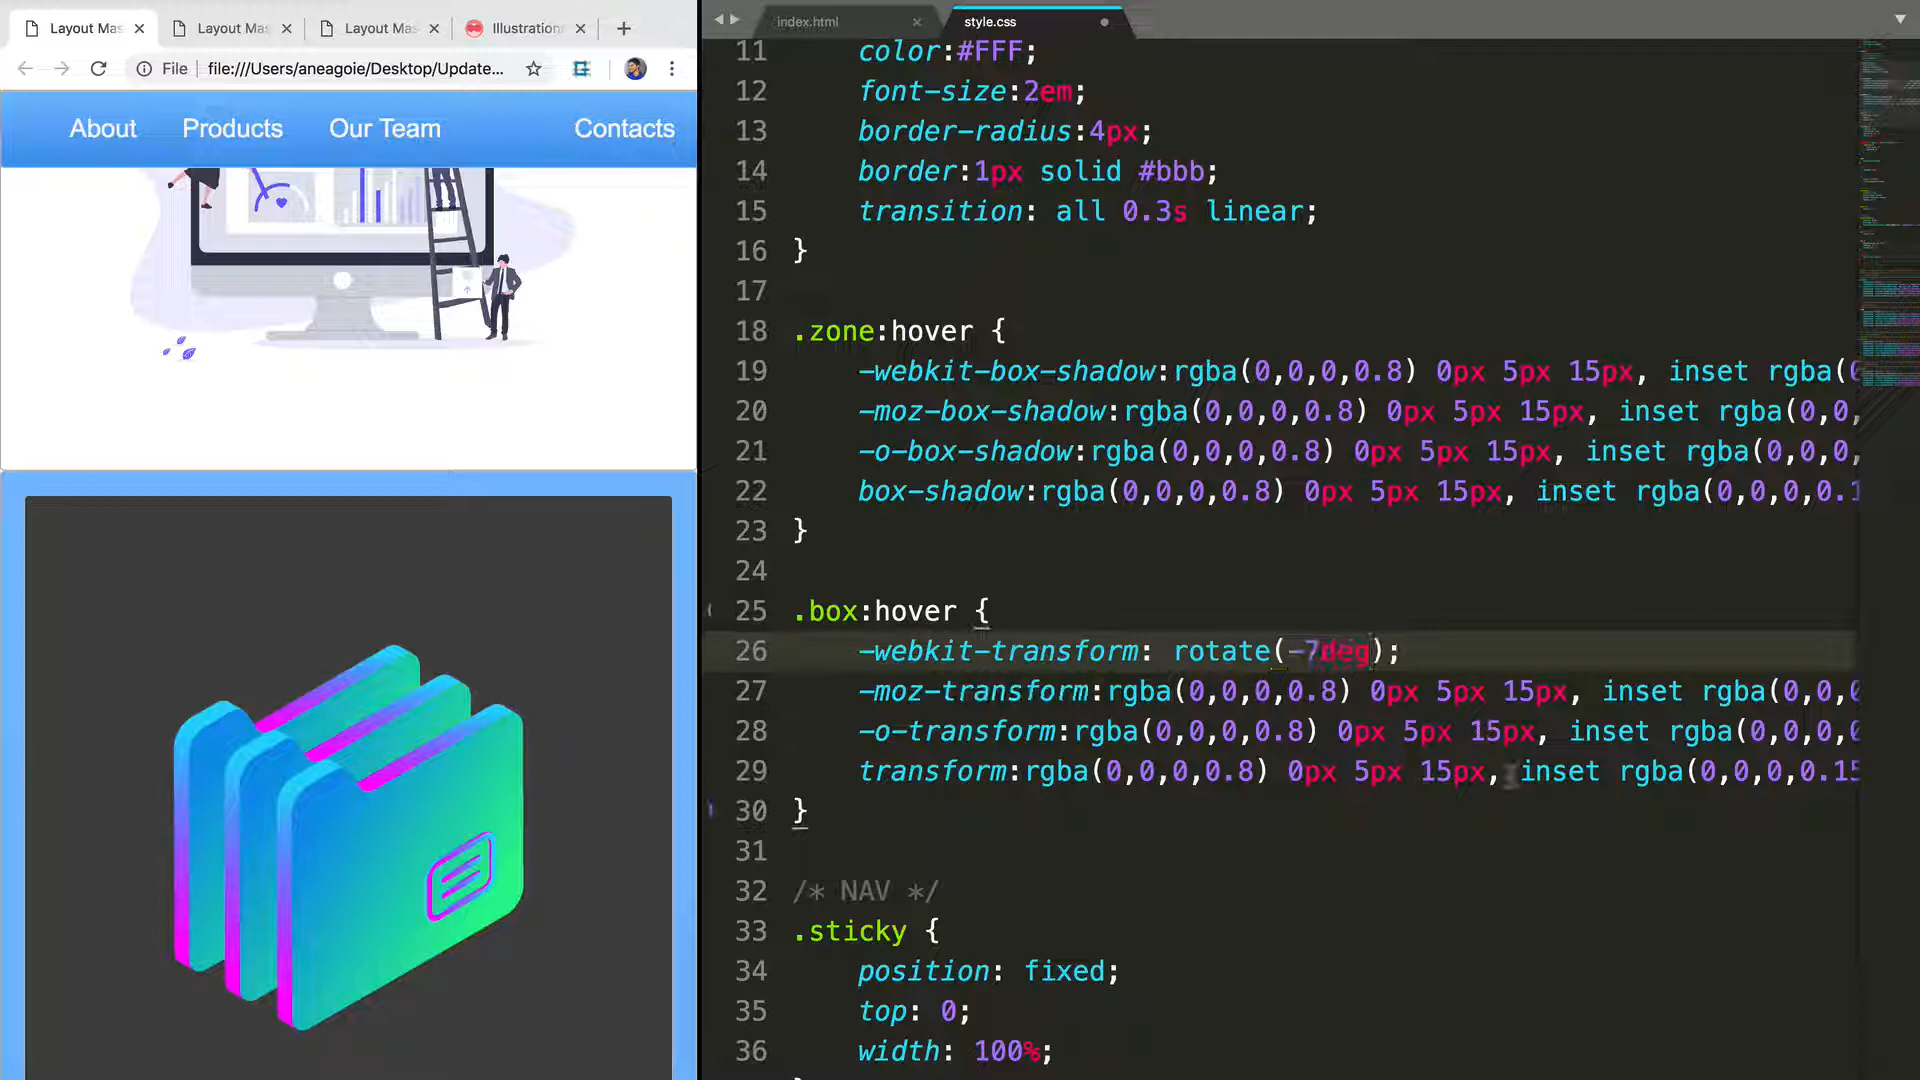 Layout Mas
Layout Mas
Layout Mas
Illustration
File
file:///Users/aneagoie/Desktop/Update...
About
Products
Our Team
Contacts
index.html
style.css
11 color:#FFF;
12 font-size:2em;
13 border-radius:4px;
14 border:1px solid #bbb;
15 transition: all 0.3s linear;
16 }
17
18 .zone:hover {
19 -webkit-box-shadow:rgba(0,0,0,0.8) 0px 5px 15px, inset rgba(0
20 -moz-box-shadow:rgba(0,0,0,0.8) 0px 5px 15px, inset rgba(0,0,
21 -o-box-shadow:rgba(0,0,0,0.8) 0px 5px 15px, inset rgba(0,0,0,
22 box-shadow:rgba(0,0,0,0.8) 0px 5px 15px, inset rgba(0,0,0,0.1
23 }
24
25 .box:hover {
26 -webkit-transform: rotate(-7deg);
27 -moz-transform:rgba(0,0,0,0.8) 0px 5px 15px, inset rgba(0,0,0
28 -o-transform:rgba(0,0,0,0.8) 0px 5px 15px, inset rgba(0,0,0,0
29 transform:rgba(0,0,0,0.8) 0px 5px 15px, inset rgba(0,0,0,0.15
30 }
31
32 /* NAV */
33 .sticky {
34 position: fixed;
35 top: 0;
36 width: 100%;